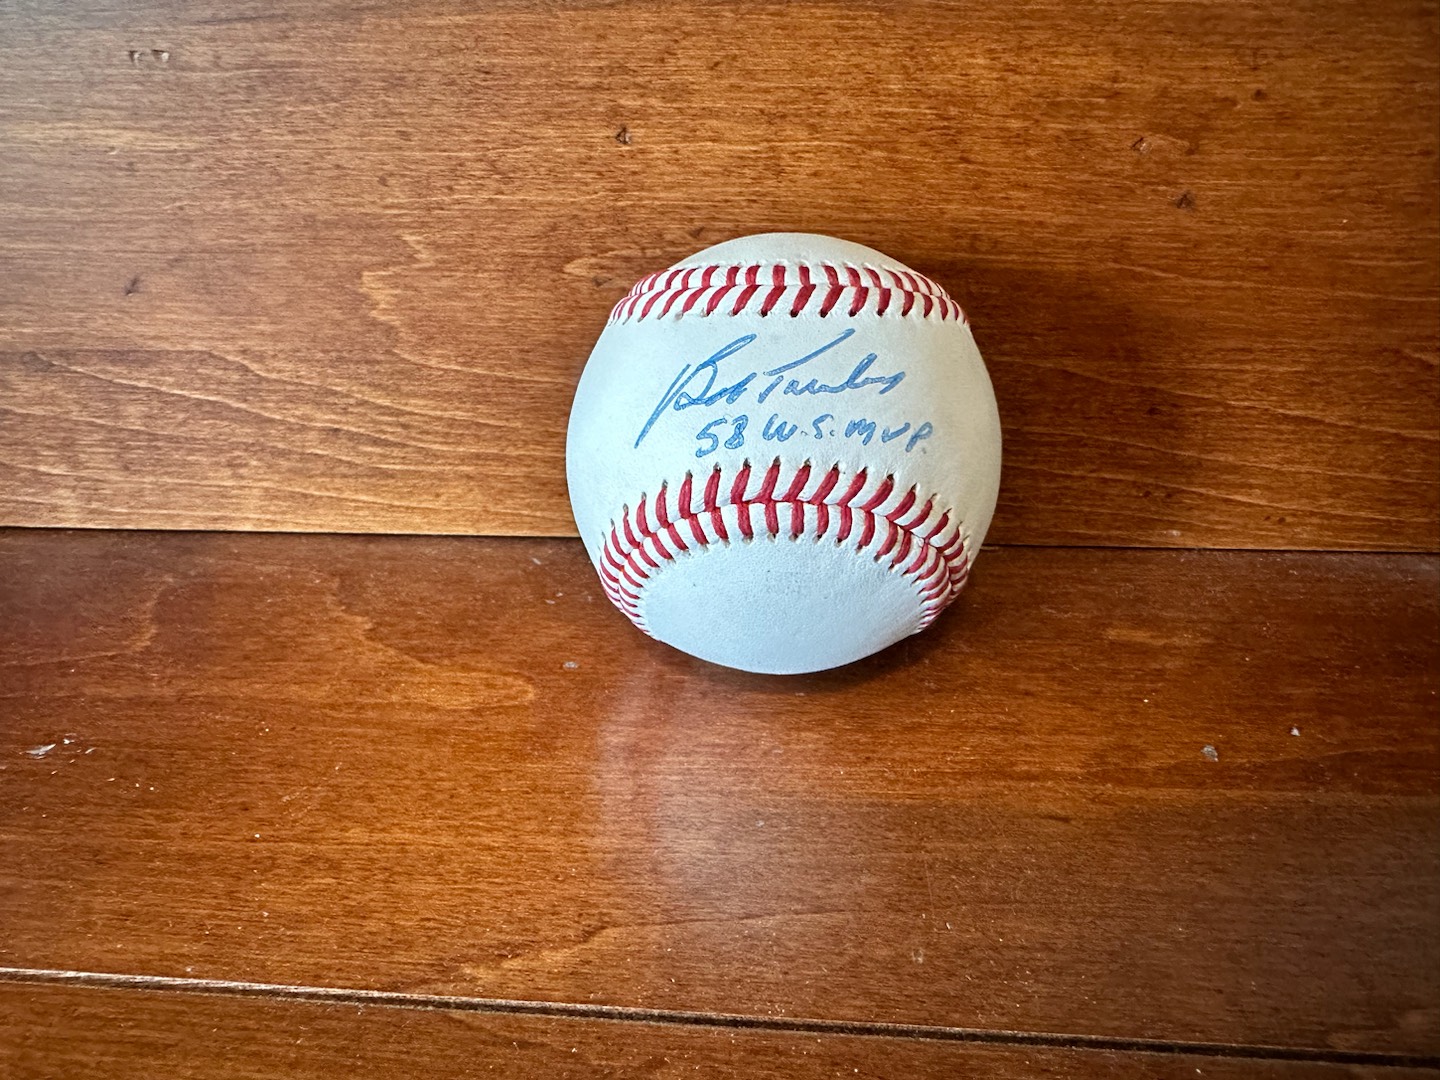 Bob Turley
58 W.S. MVP.